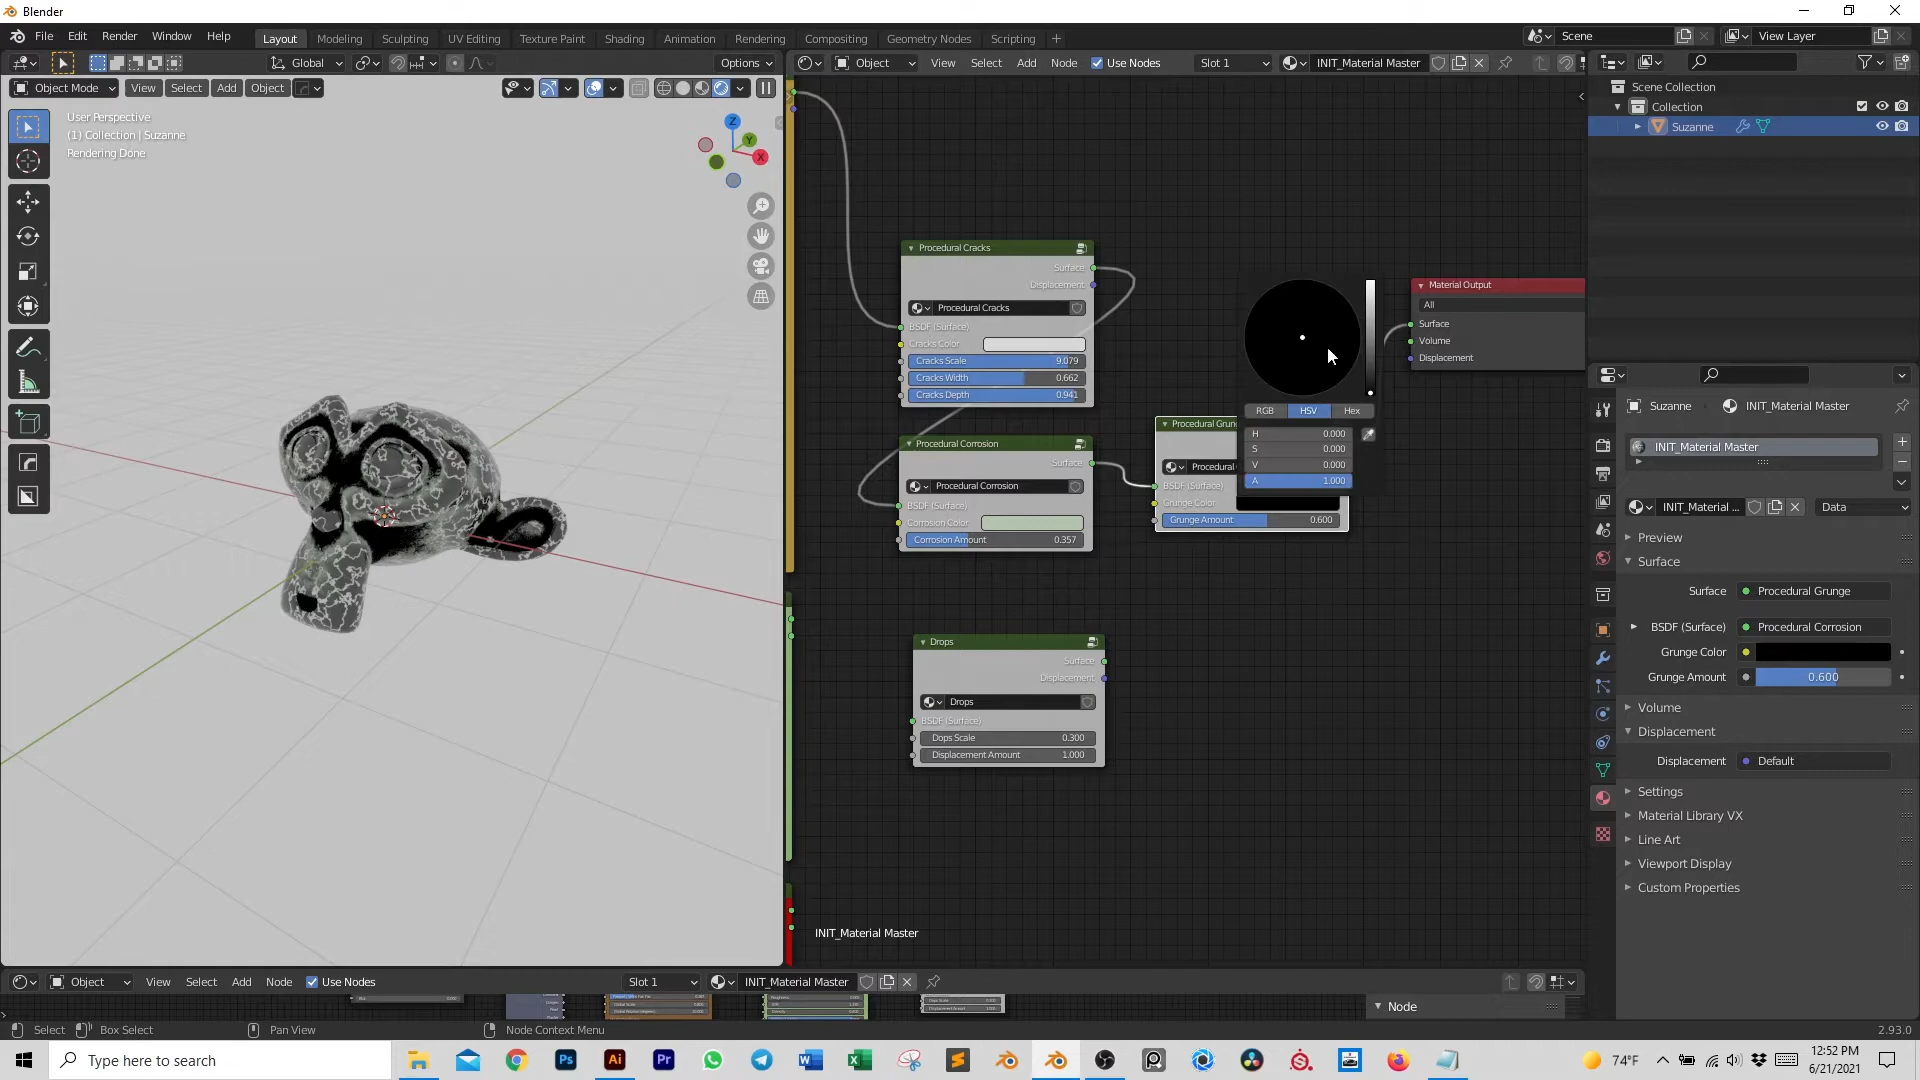 Blender
File Edit Render Window Help
Layout Modeling Sculpting UV Editing Texture Paint Shading Animation Rendering Compositing Geometry Nodes Scripting +
Scene
View Layer
Global
Options
Object
View Select Add Node Use Nodes
Slot 1
INIT_Material Master
Object Mode
View Select Add Object
User Perspective
(1) Collection | Suzanne
Rendering Done
Z
Y
X
Scene Collection
Collection
Suzanne
Procedural Cracks
Surface
Displacement
Procedural Cracks
BSDF (Surface)
Cracks Color
Cracks Scale 9.079
Cracks Width 0.662
Cracks Depth 0.941
Procedural Corrosion
Surface
Procedural Corrosion
BSDF (Surface)
Corrosion Color
Corrosion Amount 0.357
Procedural Grun
Procedural
BSDF (Surface)
Grunge Color
Grunge Amount 0.600
RGB HSV Hex
H 0.000
S 0.000
V 0.000
A 1.000
Material Output
All
Surface
Volume
Displacement
Drops
Surface
Displacement
Drops
BSDF (Surface)
Dops Scale 0.300
Displacement Amount 1.000
INIT_Material Master
Suzanne INIT_Material Master
INIT_Material Master
INIT_Material ... Data
Preview
Surface
Surface Procedural Grunge
BSDF (Surface) Procedural Corrosion
Grunge Color
Grunge Amount 0.600
Volume
Displacement
Displacement Default
Settings
Material Library VX
Line Art
Viewport Display
Custom Properties
Object View Select Add Node Use Nodes Slot 1 INIT_Material Master
Node
Select Box Select Pan View Node Context Menu
2.93.0
Type here to search
Ps
Ai
Pr
74°F
12:52 PM
6/21/2021